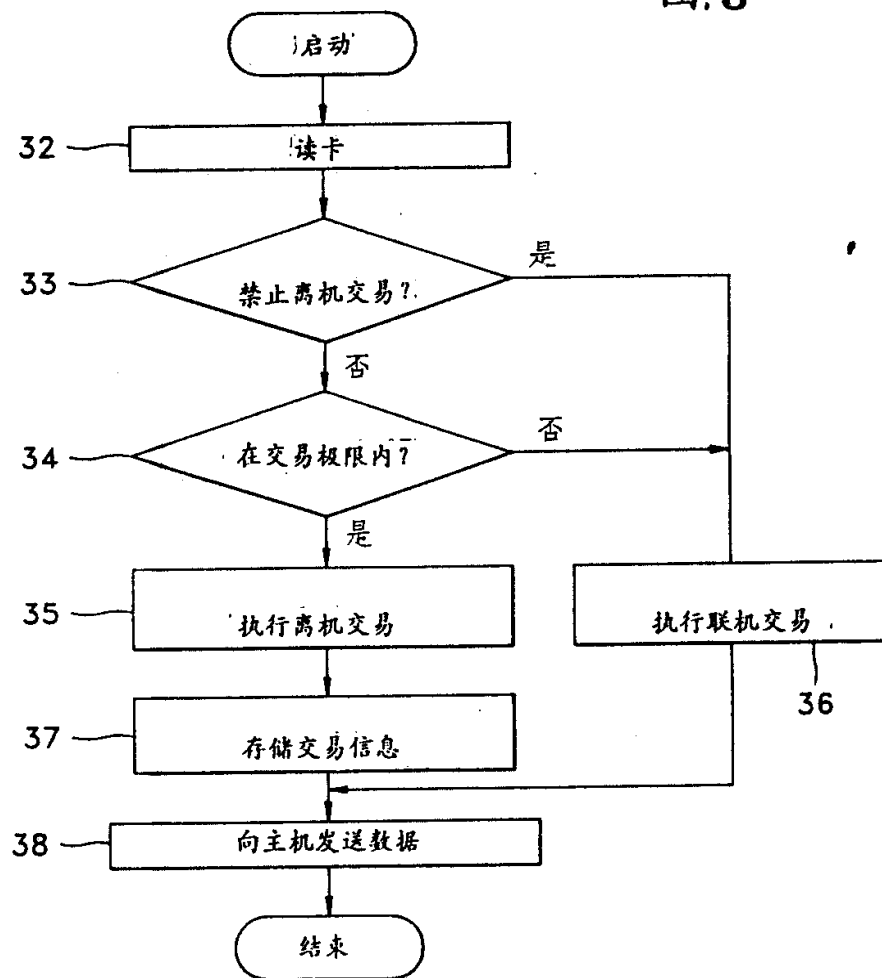 启动
32
读卡
33
禁止离机交易?
是
否
34
在交易极限内?
否
是
35
执行离机交易
执行联机交易
36
37
存储交易信息
38
向主机发送数据
结束